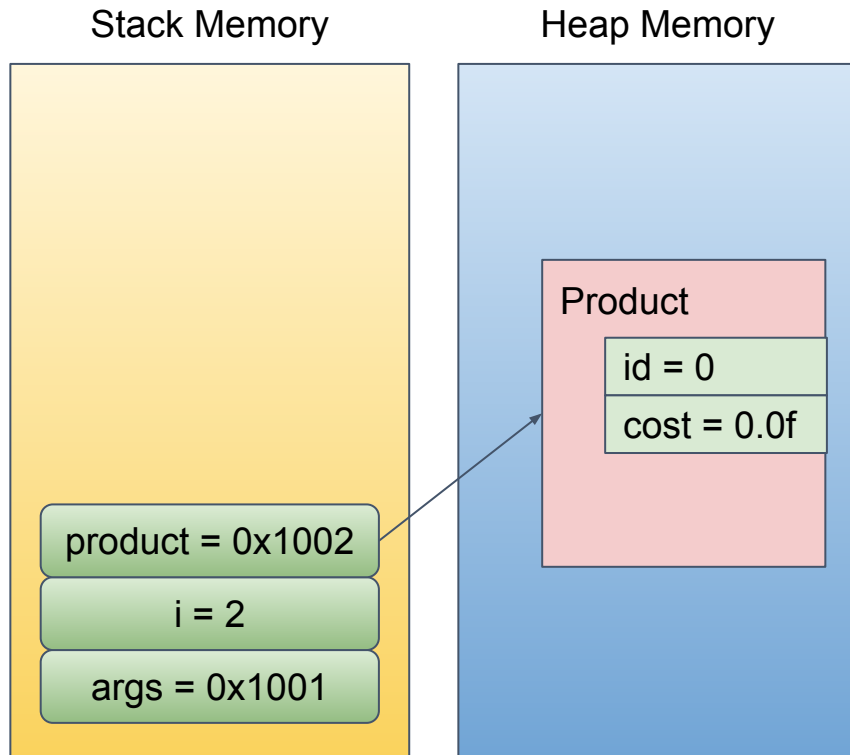 Stack Memory
Heap Memory
Product
id = 0
cost = 0.0f
product = 0x1002
i = 2
args = 0x1001